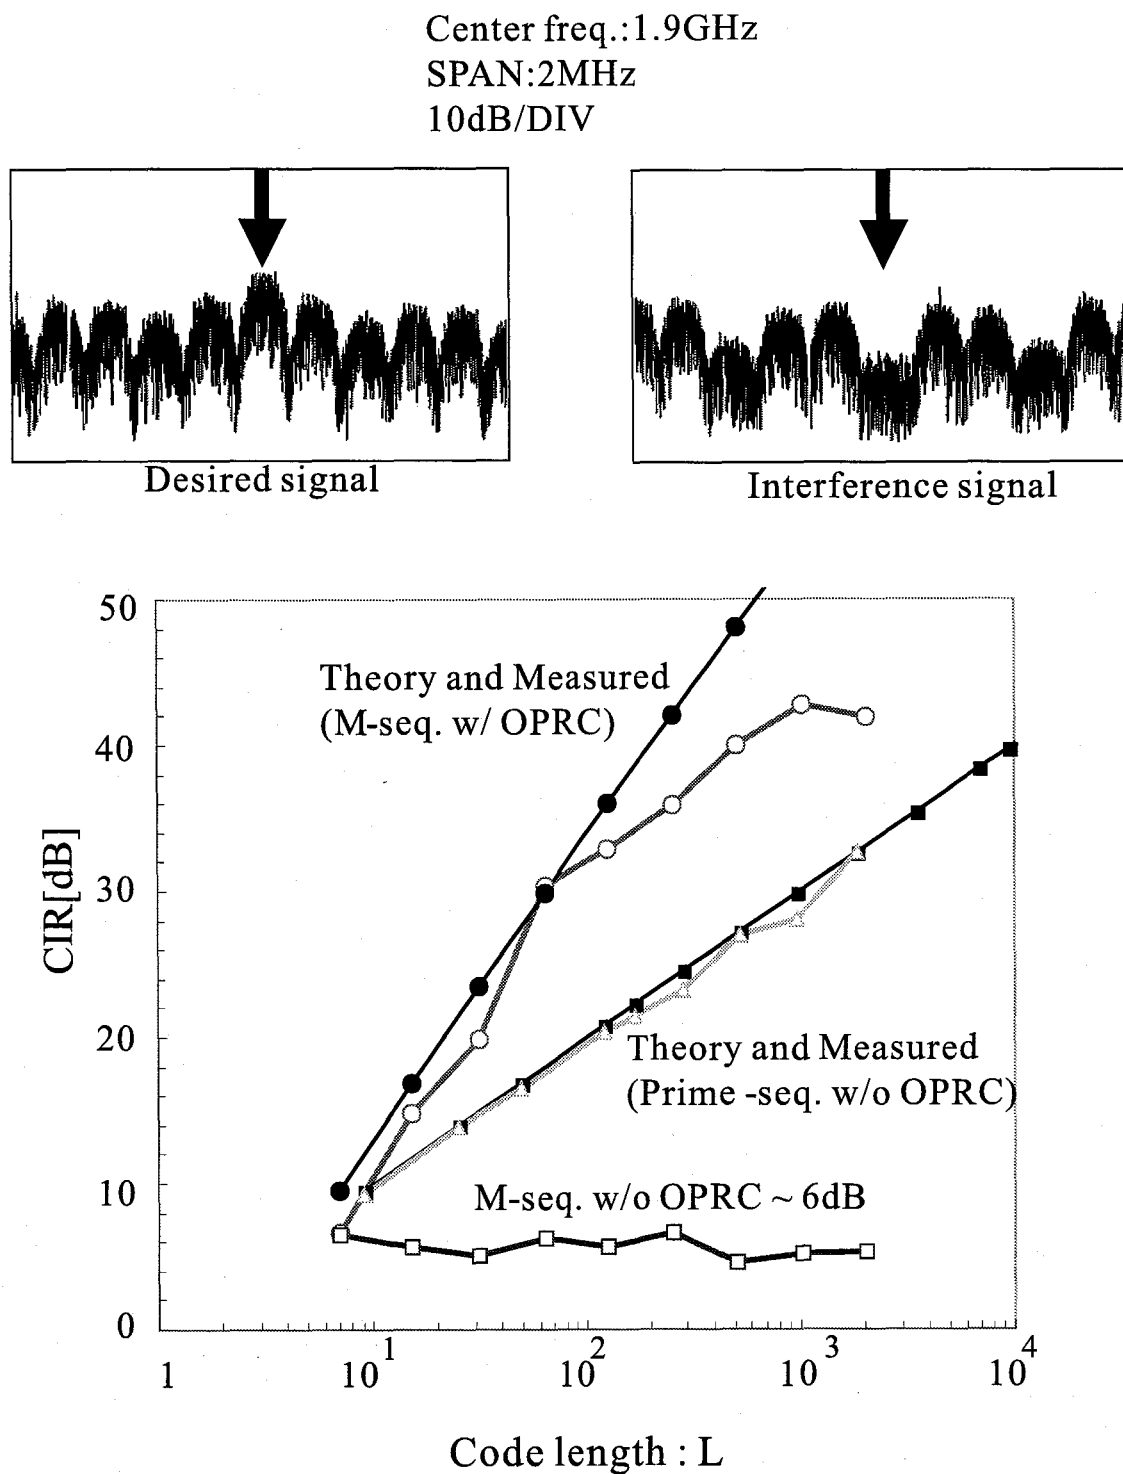 Center freq.:1.9GHz
SPAN:2MHz
10dB/DIV
Desired signal
Interference signal
50
40
30
20
10
0
CIR[dB]
Theory and Measured
(M-seq. w/ OPRC)
Theory and Measured
(Prime -seq. w/o OPRC)
M-seq. w/o OPRC ~ 6dB
1
10^1
10^2
10^3
10^4
Code length : L